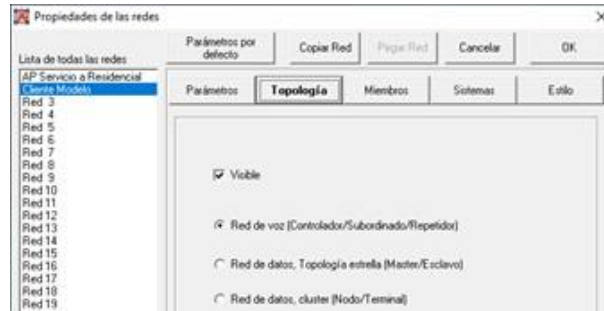 Propiedades de las redes
Lista de todas las redes
AP Servicio a Residencial
Cliente Modelo
Red 3
Red 4
Red 5
Red 6
Red 7
Red 8
Red 9
Red 10
Red 11
Red 12
Red 13
Red 14
Red 15
Red 16
Red 17
Red 18
Red 19
Parámetros por
defecto
Copiar Red
Pegar Red
Cancelar
OK
Parámetros
Topología
Miembros
Sistemas
Estilo
Visible
Red de voz (Controlador/Subordinado/Repetidor)
Red de datos, Topología estrella (Master/Esclavo)
Red de datos, cluster (Nodo/Terminal)